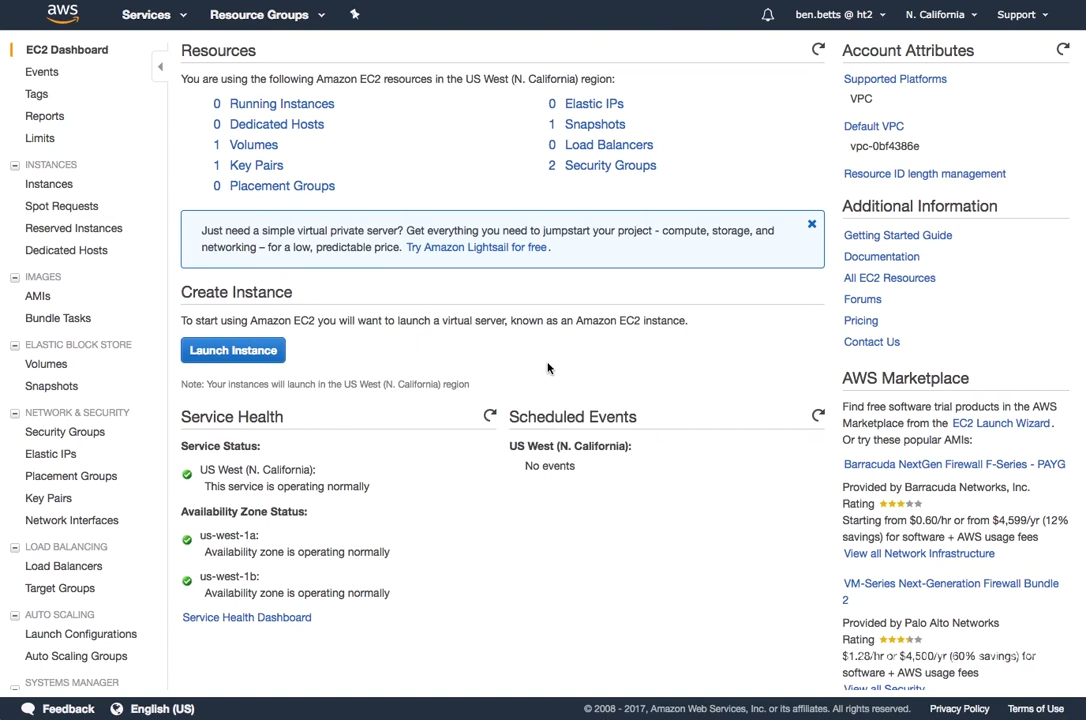 aws
Services
Resource Groups
ben.betts @ ht2
N. California
Support
EC2 Dashboard
Events
Tags
Reports
Limits
INSTANCES
Instances
Spot Requests
Reserved Instances
Dedicated Hosts
IMAGES
AMIs
Bundle Tasks
ELASTIC BLOCK STORE
Volumes
Snapshots
NETWORK & SECURITY
Security Groups
Elastic IPs
Placement Groups
Key Pairs
Network Interfaces
LOAD BALANCING
Load Balancers
Target Groups
AUTO SCALING
Launch Configurations
Auto Scaling Groups
SYSTEMS MANAGER
Resources
You are using the following Amazon EC2 resources in the US West (N. California) region:
0 Running Instances
0 Dedicated Hosts
1 Volumes
1 Key Pairs
0 Placement Groups
0 Elastic IPs
1 Snapshots
0 Load Balancers
2 Security Groups
Just need a simple virtual private server? Get everything you need to jumpstart your project - compute, storage, and
networking – for a low, predictable price. Try Amazon Lightsail for free.
Create Instance
To start using Amazon EC2 you will want to launch a virtual server, known as an Amazon EC2 instance.
Launch Instance
Note: Your instances will launch in the US West (N. California) region
Service Health
Service Status:
US West (N. California):
This service is operating normally
Availability Zone Status:
us-west-1a:
Availability zone is operating normally
us-west-1b:
Availability zone is operating normally
Service Health Dashboard
Scheduled Events
US West (N. California):
No events
Account Attributes
Supported Platforms
VPC
Default VPC
vpc-0bf4386e
Resource ID length management
Additional Information
Getting Started Guide
Documentation
All EC2 Resources
Forums
Pricing
Contact Us
AWS Marketplace
Find free software trial products in the AWS
Marketplace from the EC2 Launch Wizard.
Or try these popular AMIs:
Barracuda NextGen Firewall F-Series - PAYG
Provided by Barracuda Networks, Inc.
Rating
Starting from $0.60/hr or from $4,599/yr (12%
savings) for software + AWS usage fees
View all Network Infrastructure
VM-Series Next-Generation Firewall Bundle
2
Provided by Palo Alto Networks
Rating
$1.28/hr or $4,500/yr (60% savings) for
software + AWS usage fees
View all Security
Feedback
English (US)
© 2008 - 2017, Amazon Web Services, Inc. or its affiliates. All rights reserved.
Privacy Policy
Terms of Use